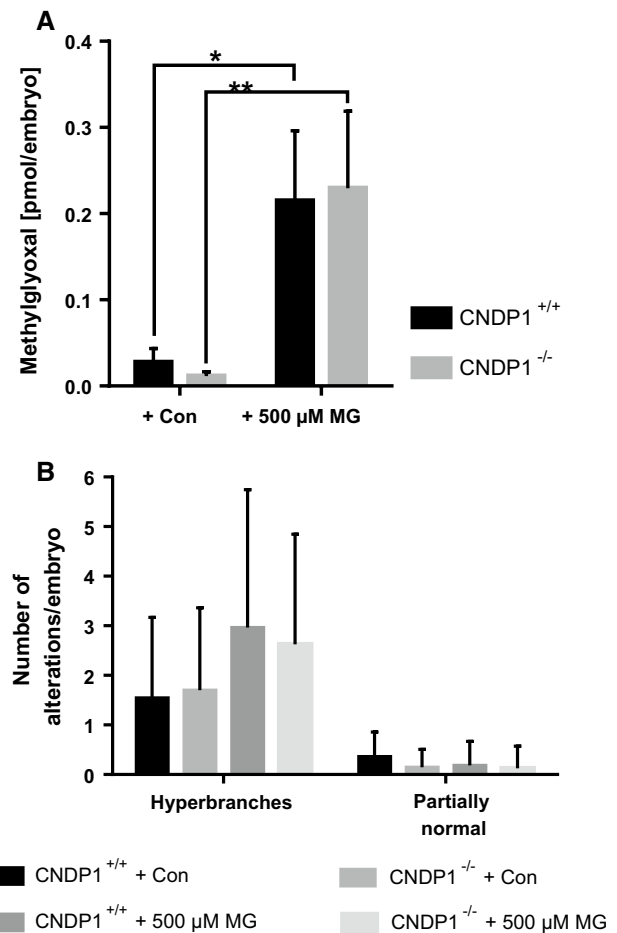 A
Methylglyoxal [pmol/embryo]
0.4
0.3
0.2
0.1
0.0
*
**
+ Con
+ 500 µM MG
CNDP1 +/+
CNDP1 -/-
B
Number of
alterations/embryo
6
5
4
3
2
1
0
Hyperbranches
Partially
normal
CNDP1 +/+ + Con
CNDP1 -/- + Con
CNDP1 +/+ + 500 µM MG
CNDP1 -/- + 500 µM MG